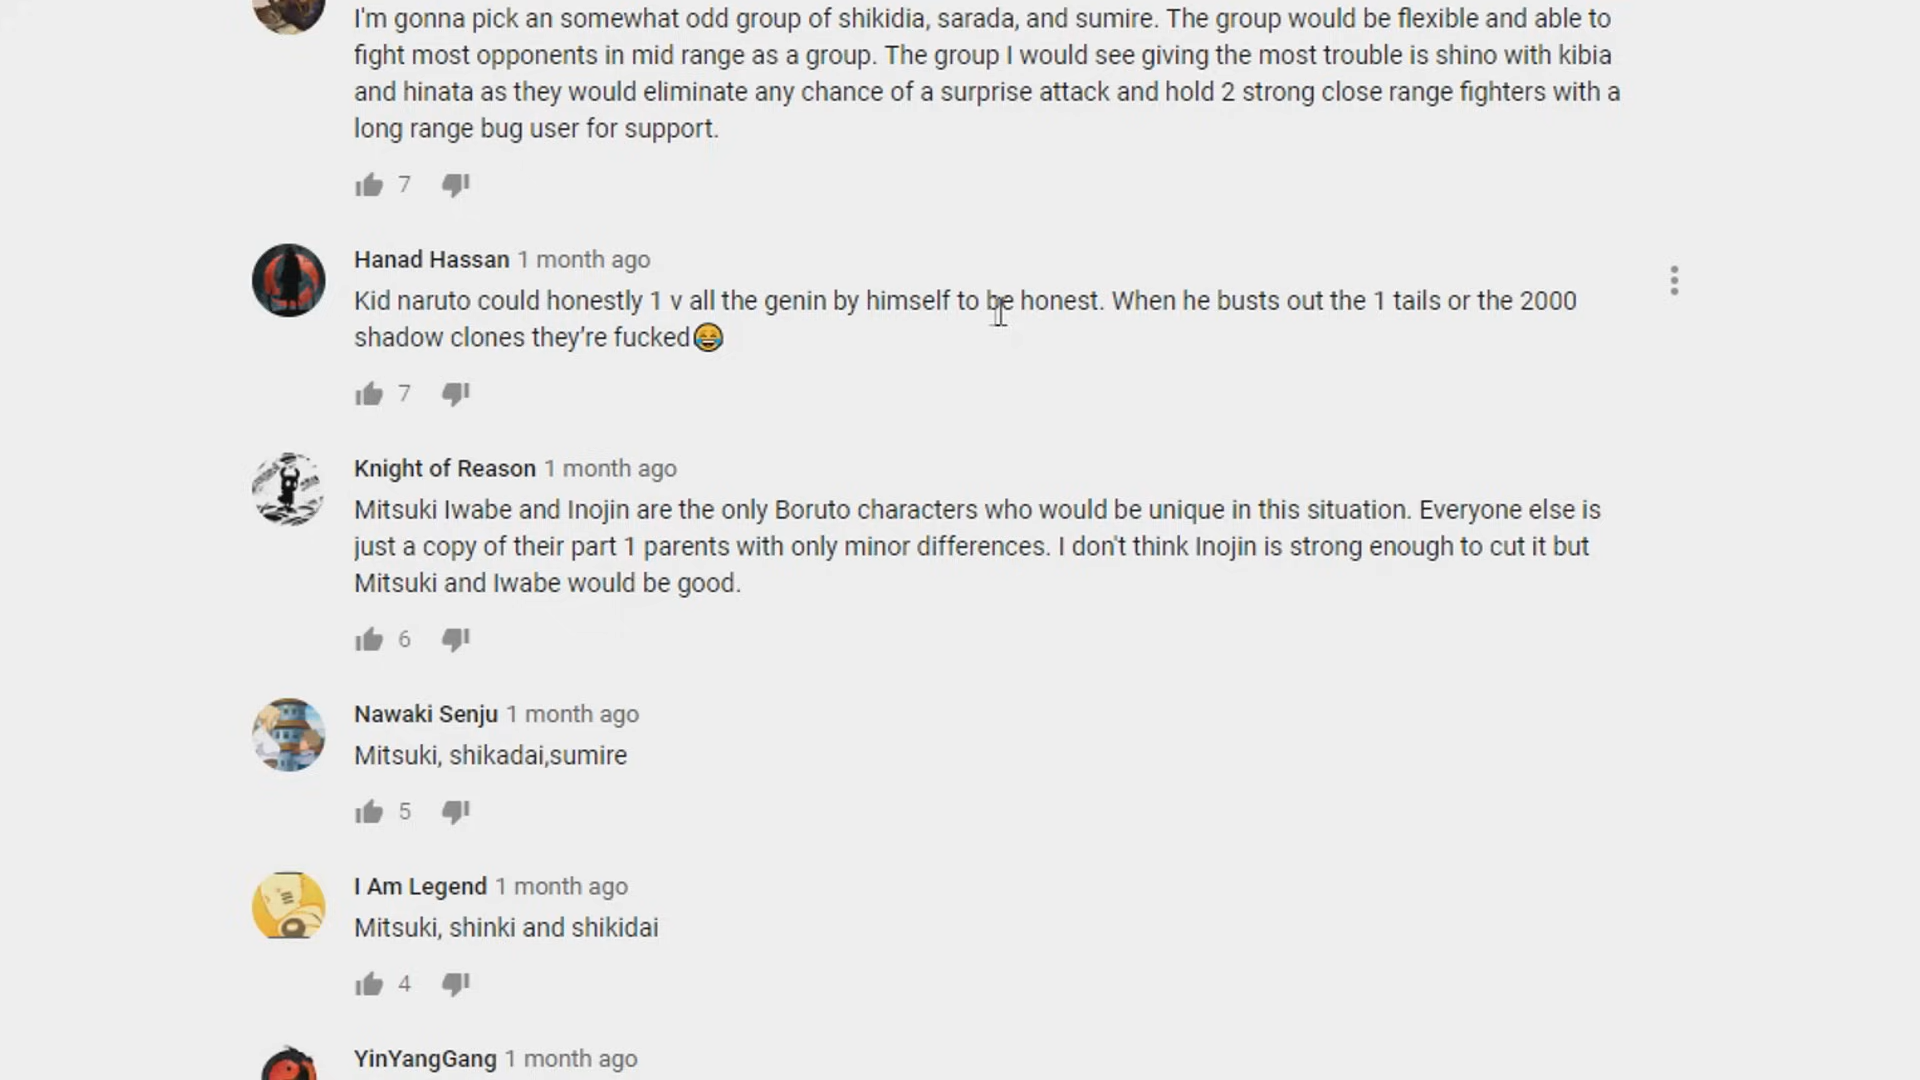 I'm gonna pick an somewhat odd group of shikidia, sarada, and sumire. The group would be flexible and able to
fight most opponents in mid range as a group. The group I would see giving the most trouble is shino with kibia
and hinata as they would eliminate any chance of a surprise attack and hold 2 strong close range fighters with a
long range bug user for support.
7
Hanad Hassan 1 month ago
Kid naruto could honestly 1 v all the genin by himself to be honest. When he busts out the 1 tails or the 2000
shadow clones they're fucked😂
7
Knight of Reason 1 month ago
Mitsuki Iwabe and Inojin are the only Boruto characters who would be unique in this situation. Everyone else is
just a copy of their part 1 parents with only minor differences. I don't think Inojin is strong enough to cut it but
Mitsuki and Iwabe would be good.
6
Nawaki Senju 1 month ago
Mitsuki, shikadai,sumire
5
I Am Legend 1 month ago
Mitsuki, shinki and shikidai
4
YinYangGang 1 month ago